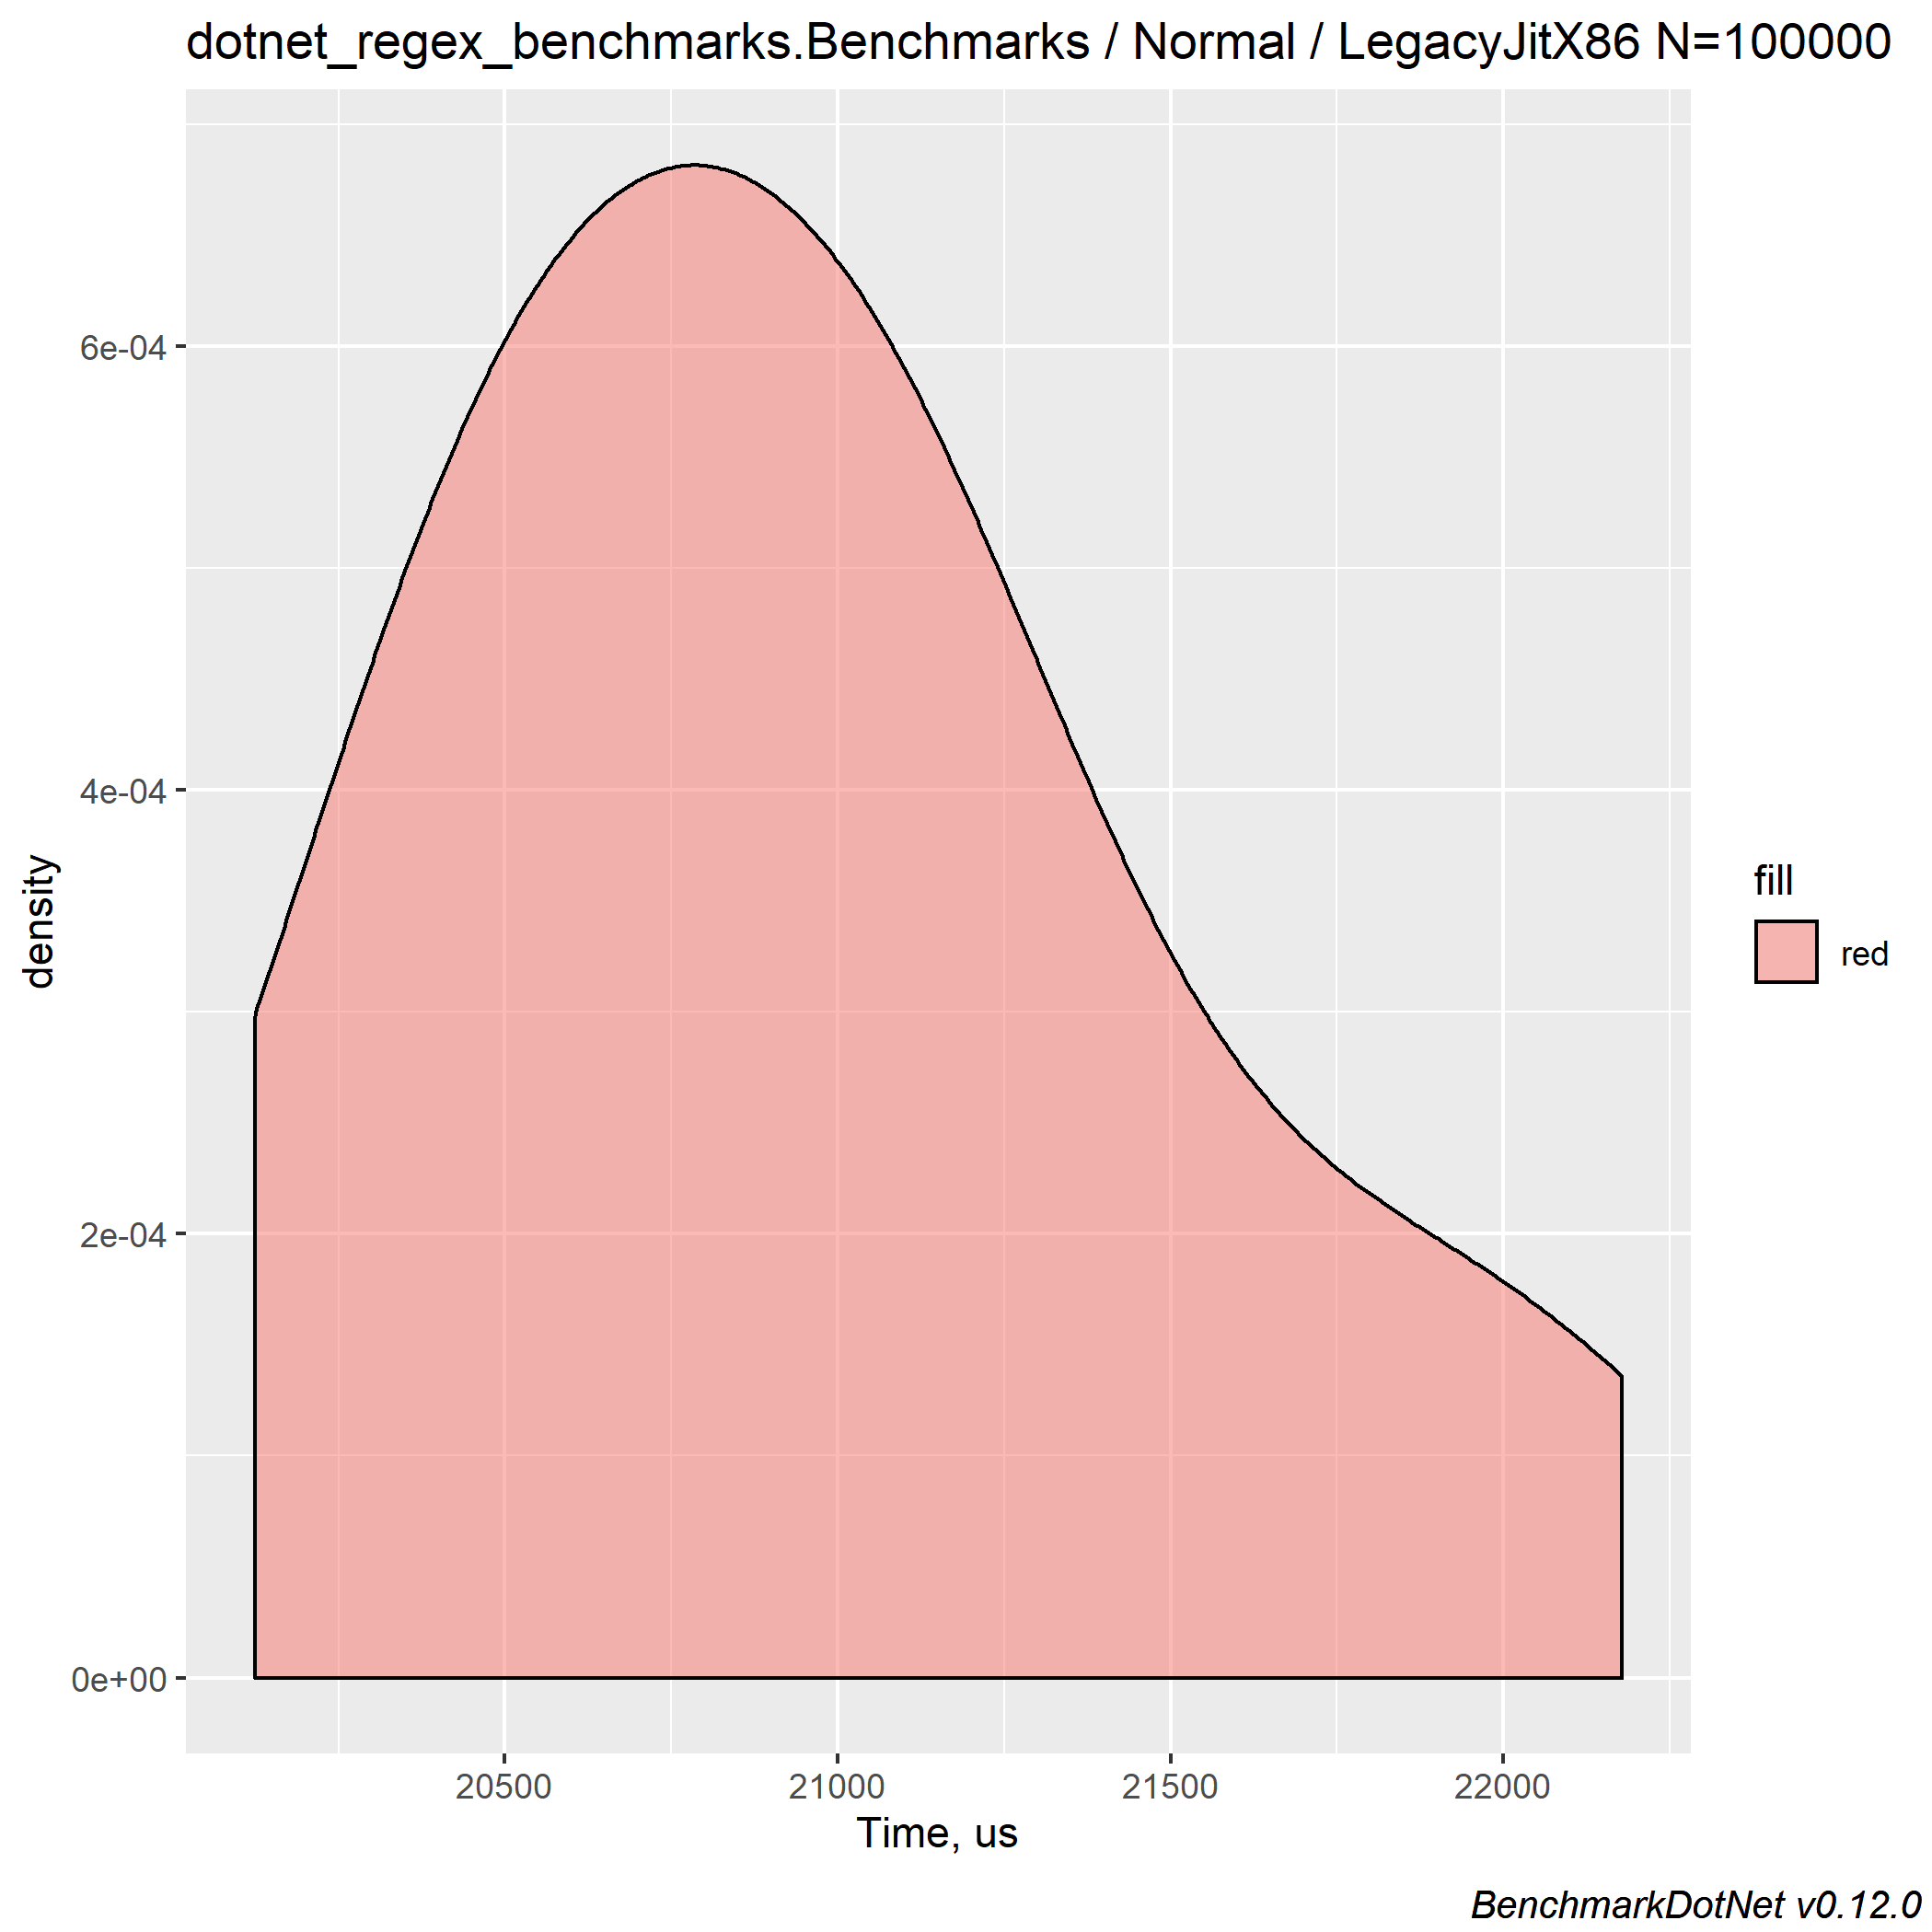 dotnet_regex_benchmarks.Benchmarks / Normal / LegacyJitX86 N=100000
6e-04
4e-04
2e-04
0e+00
density
20500 21000 21500 22000
Time, us
fill
red
BenchmarkDotNet v0.12.0